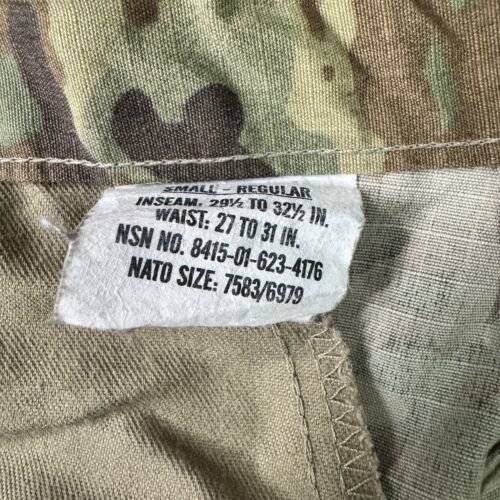 SMALL - REGULAR
INSEAM: 29½ TO 32½ IN.
WAIST: 27 TO 31 IN.
NSN NO. 8415-01-623-4176
NATO SIZE: 7583/6979